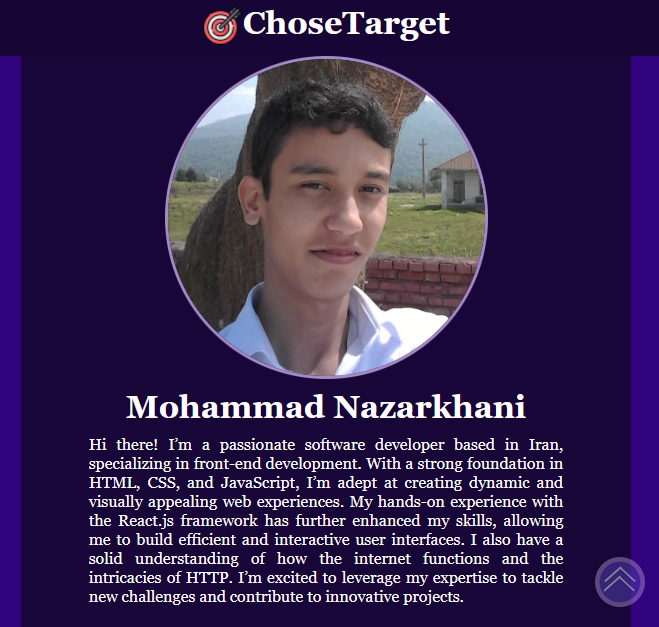 ChoseTarget
Mohammad Nazarkhani
Hi there! I’m a passionate software developer based in Iran,
specializing in front-end development. With a strong foundation in
HTML, CSS, and JavaScript, I’m adept at creating dynamic and
visually appealing web experiences. My hands-on experience with
the React.js framework has further enhanced my skills, allowing
me to build efficient and interactive user interfaces. I also have a
solid understanding of how the internet functions and the
intricacies of HTTP. I’m excited to leverage my expertise to tackle
new challenges and contribute to innovative projects.